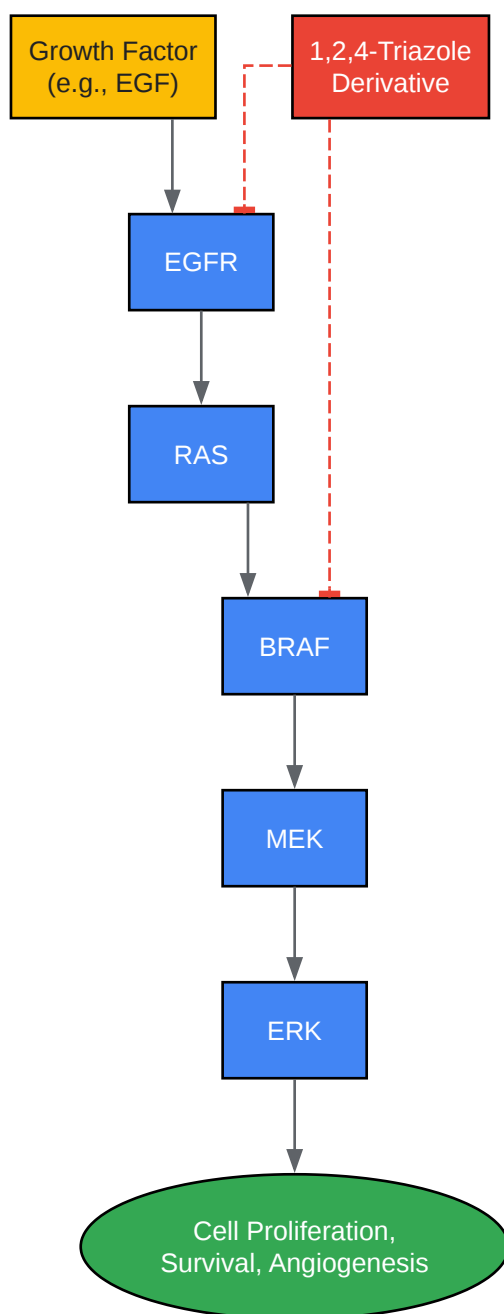 Growth Factor
(e.g., EGF)
1,2,4-Triazole
Derivative
EGFR
RAS
BRAF
MEK
ERK
Cell Proliferation,
Survival, Angiogenesis